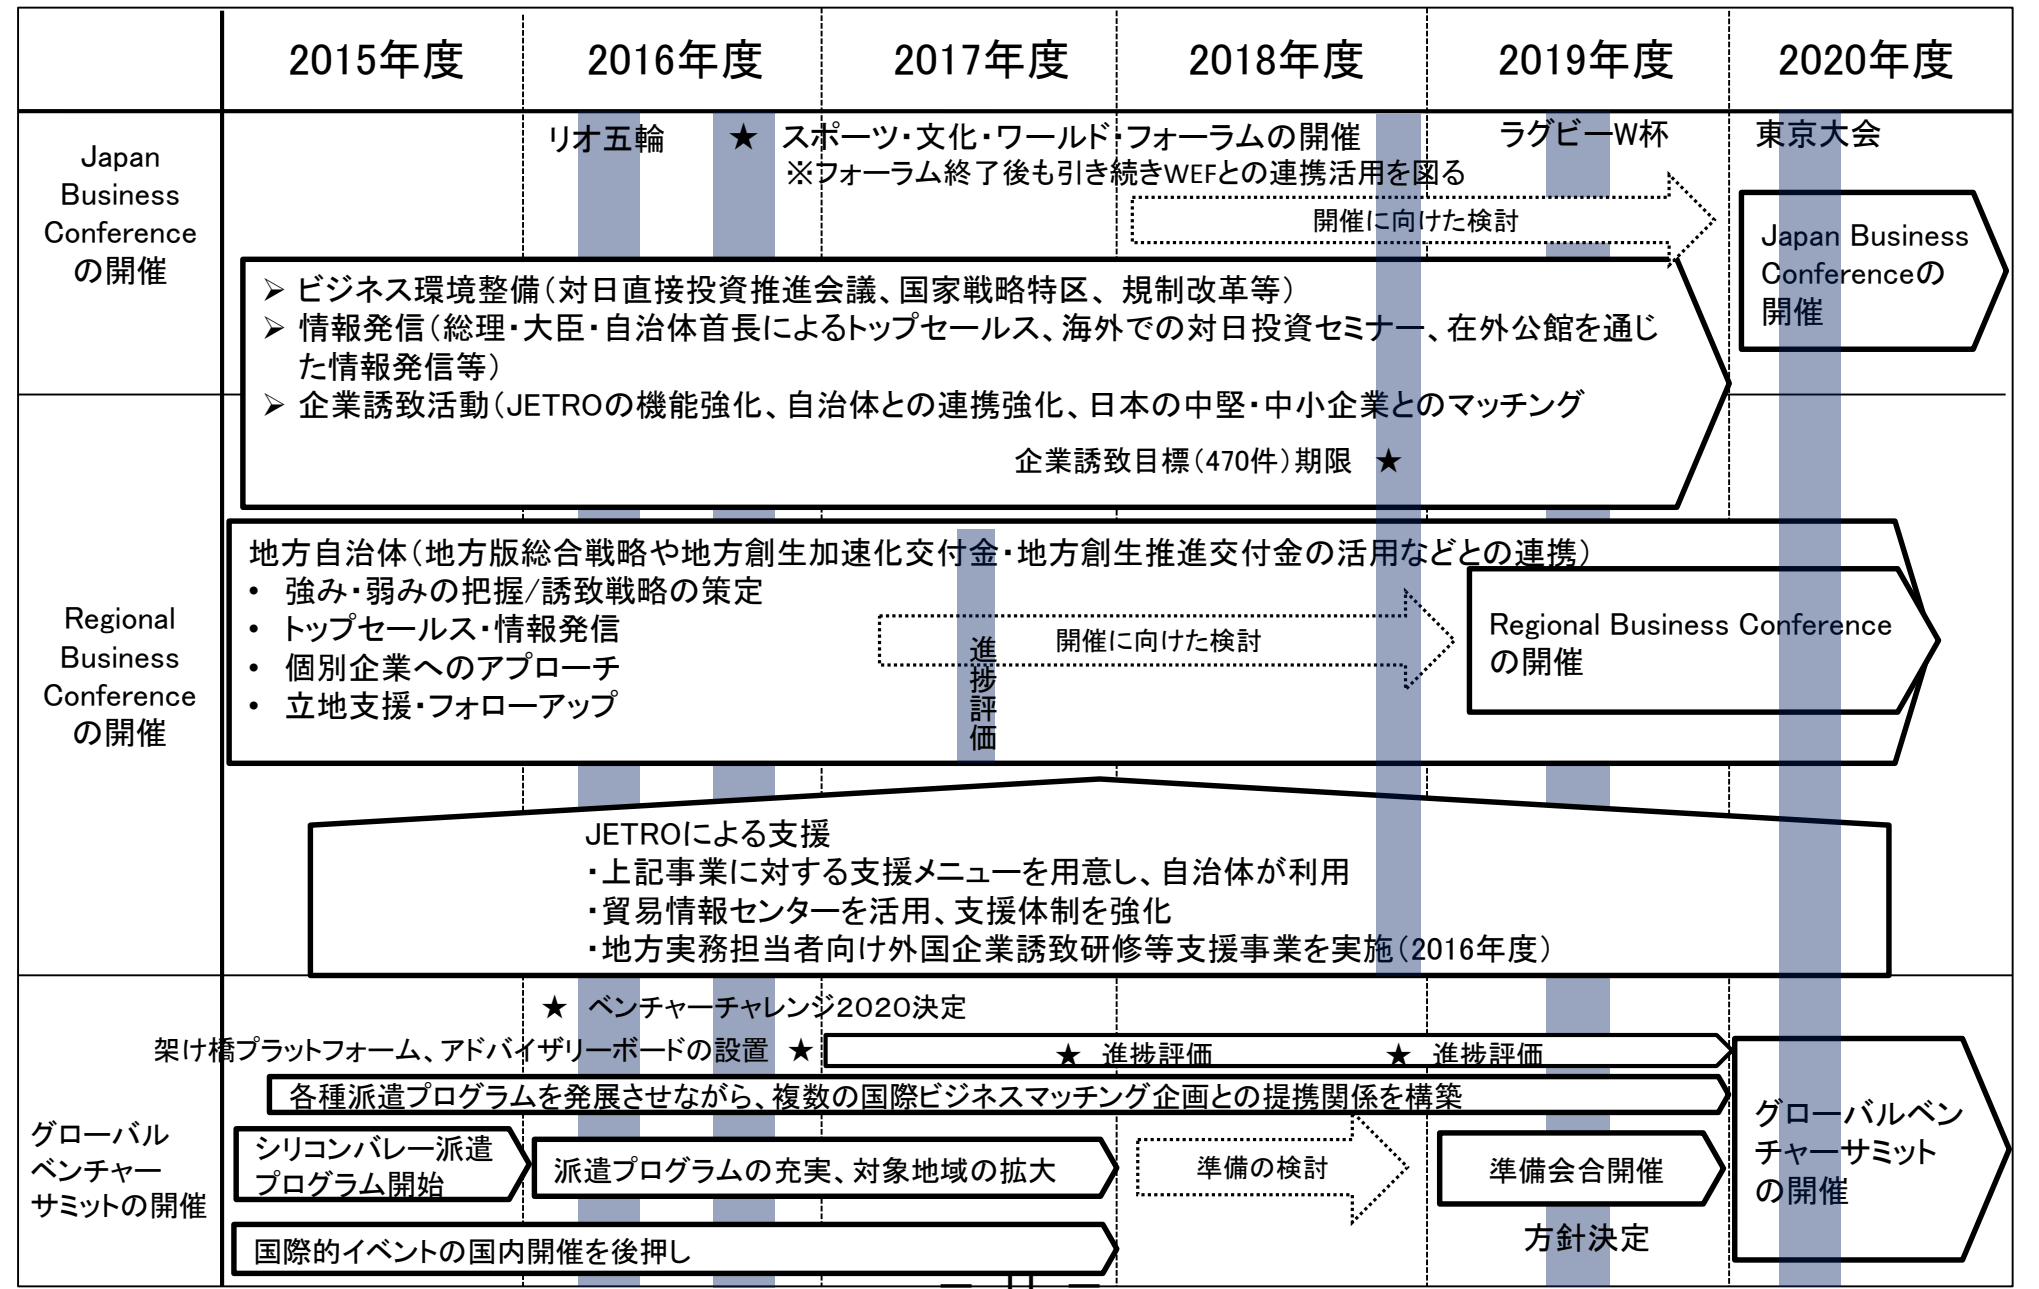 2015年度 2016年度 2017年度 2018年度 2019年度 2020年度
Japan
Business
Conference
の開催
リオ五輪 ★ スポーツ・文化・ワールド・フォーラムの開催 ラグビーW杯 東京大会
※フォーラム終了後も引き続きWEFとの連携活用を図る
開催に向けた検討
Japan Business
Conferenceの
開催
➢ ビジネス環境整備（対日直接投資推進会議、国家戦略特区、規制改革等）
➢ 情報発信（総理・大臣・自治体首長によるトップセールス、海外での対日投資セミナー、在外公館を通じ
た情報発信等）
➢ 企業誘致活動（JETROの機能強化、自治体との連携強化、日本の中堅・中小企業とのマッチング
企業誘致目標（470件）期限 ★
Regional
Business
Conference
の開催
地方自治体（地方版総合戦略や地方創生加速化交付金・地方創生推進交付金の活用などとの連携）
• 強み・弱みの把握/誘致戦略の策定
• トップセールス・情報発信
• 個別企業へのアプローチ
• 立地支援・フォローアップ
進捗評価
開催に向けた検討
Regional Business Conference
の開催
JETROによる支援
・上記事業に対する支援メニューを用意し、自治体が利用
・貿易情報センターを活用、支援体制を強化
・地方実務担当者向け外国企業誘致研修等支援事業を実施（2016年度）
グローバル
ベンチャー
サミットの開催
★ ベンチャーチャレンジ2020決定
架け橋プラットフォーム、アドバイザリーボードの設置 ★
★ 進捗評価 ★ 進捗評価
各種派遣プログラムを発展させながら、複数の国際ビジネスマッチング企画との提携関係を構築
シリコンバレー派遣
プログラム開始
派遣プログラムの充実、対象地域の拡大
準備の検討
準備会合開催
方針決定
国際的イベントの国内開催を後押し
グローバルベン
チャーサミット
の開催